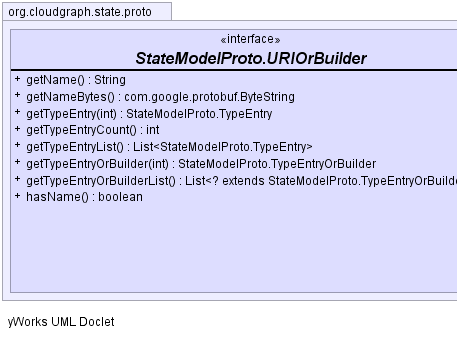 org.cloudgraph.state.proto
«interface»
StateModelProto.URIOrBuilder
+ getName() : String
+ getNameBytes() : com.google.protobuf.ByteString
+ getTypeEntry(int) : StateModelProto.TypeEntry
+ getTypeEntryCount() : int
+ getTypeEntryList() : List<StateModelProto.TypeEntry>
+ getTypeEntryOrBuilder(int) : StateModelProto.TypeEntryOrBuilder
+ getTypeEntryOrBuilderList() : List<? extends StateModelProto.TypeEntryOrBuilde
+ hasName() : boolean
yWorks UML Doclet